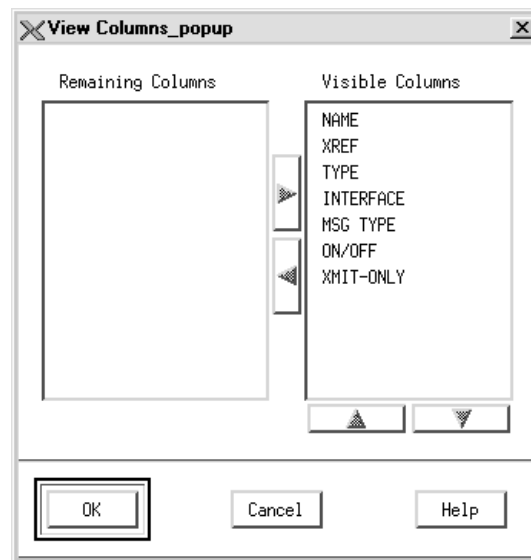 View Columns_popup
Remaining Columns
Visible Columns
NAME
XREF
TYPE
INTERFACE
MSG TYPE
ON/OFF
XMIT-ONLY
OK
Cancel
Help